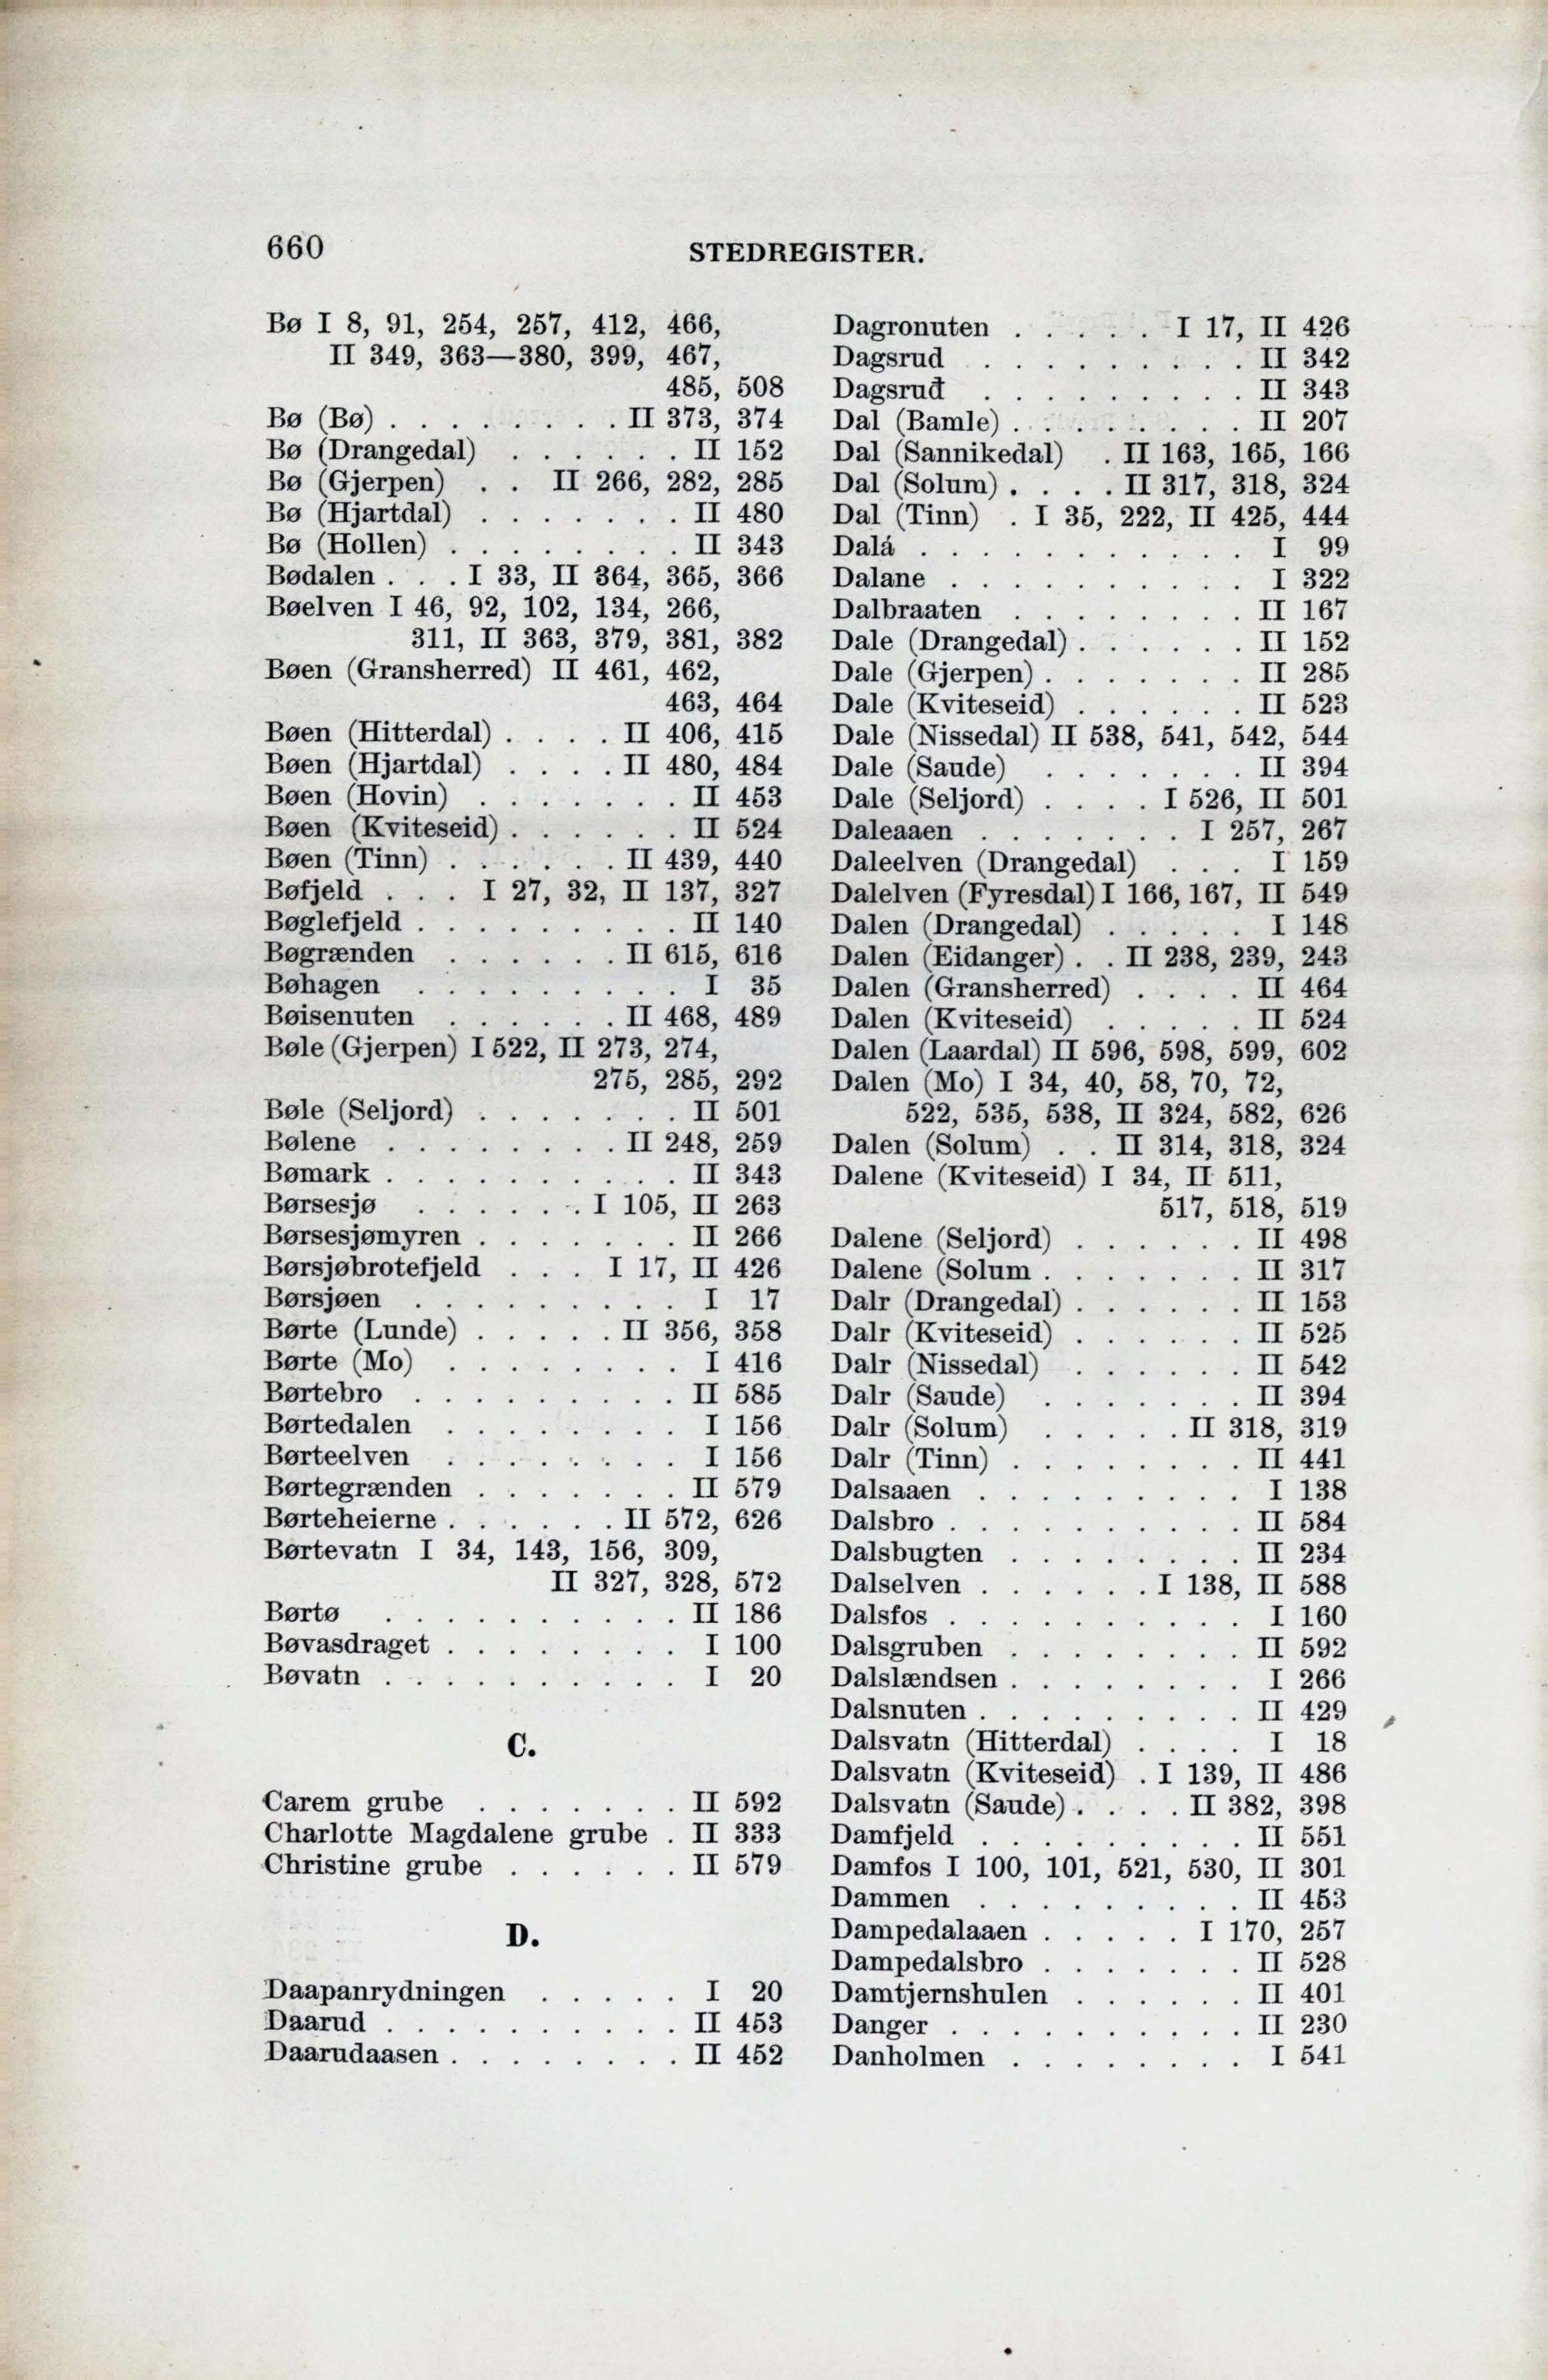 660
STEDREGISTER.
Bø I 8, 91, 254, 257, 412, 466,
II 349, 363—380, 399, 467,
485, 508
Bø (Bø) . . . . . . . . II 373, 374
Bø (Drangedal) . . . . . . II 152
Bø (Gjerpen) . . II 266, 282, 285
Bø (Hjartdal) . . . . . . . II 480
Bø (Hollen) . . . . . . . . II 343
Bødalen . . . I 33, II 364, 365, 366
Bøelven I 46, 92, 102, 134, 266,
311, II 363, 379, 381, 382
Bøen (Gransherred) II 461, 462,
463, 464
Bøen (Hitterdal) . . . . II 406, 415
Bøen (Hjartdal) . . . . II 480, 484
Bøen (Hovin) . . . . . . . II 453
Bøen (Kviteseid) . . . . . . II 524
Bøen (Tinn) . . . . . . II 439, 440
Bøfjeld . . . I 27, 32, II 137, 327
Bøglefjeld . . . . . . . . . II 140
Bøgrænden . . . . . . II 615, 616
Bøhagen . . . . . . . . . I 35
Bøisenuten . . . . . . II 468, 489
Bøle (Gjerpen) I 522, II 273, 274,
275, 285, 292
Bøle (Seljord) . . . . . . . II 501
Bølene . . . . . . . . II 248, 259
Bømark . . . . . . . . . . II 343
Børsesjø . . . . . . I 105, II 263
Børsesjømyren . . . . . . . II 266
Børsjøbrotefjeld . . . I 17, II 426
Børsjøen . . . . . . . . . I 17
Børte (Lunde) . . . . . II 356, 358
Børte (Mo) . . . . . . . . I 416
Børtebro . . . . . . . . . II 585
Børtedalen . . . . . . . . I 156
Børteelven . . . . . . . . I 156
Børtegrænden . . . . . . . II 579
Børteheierne . . . . . . II 572, 626
Børtevatn I 34, 143, 156, 309,
II 327, 328, 572
Børtø . . . . . . . . . . II 186
Bøvasdraget . . . . . . . . I 100
Bøvatn . . . . . . . . . . I 20
C.
Carem grube . . . . . . . II 592
Charlotte Magdalene grube . II 333
Christine grube . . . . . . II 579
D.
Daapanrydningen . . . . . I 20
Daarud . . . . . . . . . . II 453
Daarudaasen . . . . . . . . II 452
Dagronuten . . . . . I 17, II 426
Dagsrud . . . . . . . . . II 342
Dagsrud . . . . . . . . . II 343
Dal (Bamle) . . . . . . . . II 207
Dal (Sannikedal) . II 163, 165, 166
Dal (Solum) . . . . II 317, 318, 324
Dal (Tinn) . I 35, 222, II 425, 444
Dalá . . . . . . . . . . . I 99
Dalane . . . . . . . . . . I 322
Dalbraaten . . . . . . . . II 167
Dale (Drangedal) . . . . . . II 152
Dale (Gjerpen) . . . . . . . II 285
Dale (Kviteseid) . . . . . . II 523
Dale (Nissedal) II 538, 541, 542, 544
Dale (Saude) . . . . . . . II 394
Dale (Seljord) . . . . I 526, II 501
Daleaaen . . . . . . . I 257, 267
Daleelven (Drangedal) . . . I 159
Dalelven (Fyresdal) I 166, 167, II 549
Dalen (Drangedal) . . . . . I 148
Dalen (Eidanger) . . II 238, 239, 243
Dalen (Gransherred) . . . . II 464
Dalen (Kviteseid) . . . . . II 524
Dalen (Laardal) II 596, 598, 599, 602
Dalen (Mo) I 34, 40, 58, 70, 72,
522, 535, 538, II 324, 582, 626
Dalen (Solum) . . II 314, 318, 324
Dalene (Kviteseid) I 34, II 511,
517, 518, 519
Dalene (Seljord) . . . . . . II 498
Dalene (Solum . . . . . . . II 317
Dalr (Drangedal) . . . . . . II 153
Dalr (Kviteseid) . . . . . . II 525
Dalr (Nissedal) . . . . . . II 542
Dalr (Saude) . . . . . . . II 394
Dalr (Solum) . . . . . II 318, 319
Dalr (Tinn) . . . . . . . . II 441
Dalsaaen . . . . . . . . . I 138
Dalsbro . . . . . . . . . . II 584
Dalsbugten . . . . . . . . II 234
Dalselven . . . . . . I 138, II 588
Dalsfos . . . . . . . . . . I 160
Dalsgruben . . . . . . . . II 592
Dalslændsen . . . . . . . . I 266
Dalsnuten . . . . . . . . . II 429
Dalsvatn (Hitterdal) . . . . I 18
Dalsvatn (Kviteseid) . I 139, II 486
Dalsvatn (Saude) . . . . II 382, 398
Damfjeld . . . . . . . . . II 551
Damfos I 100, 101, 521, 530, II 301
Dammen . . . . . . . . . II 453
Dampedalaaen . . . . . I 170, 257
Dampedalsbro . . . . . . . II 528
Damtjernshulen . . . . . . II 401
Danger . . . . . . . . . . II 230
Danholmen . . . . . . . . I 541